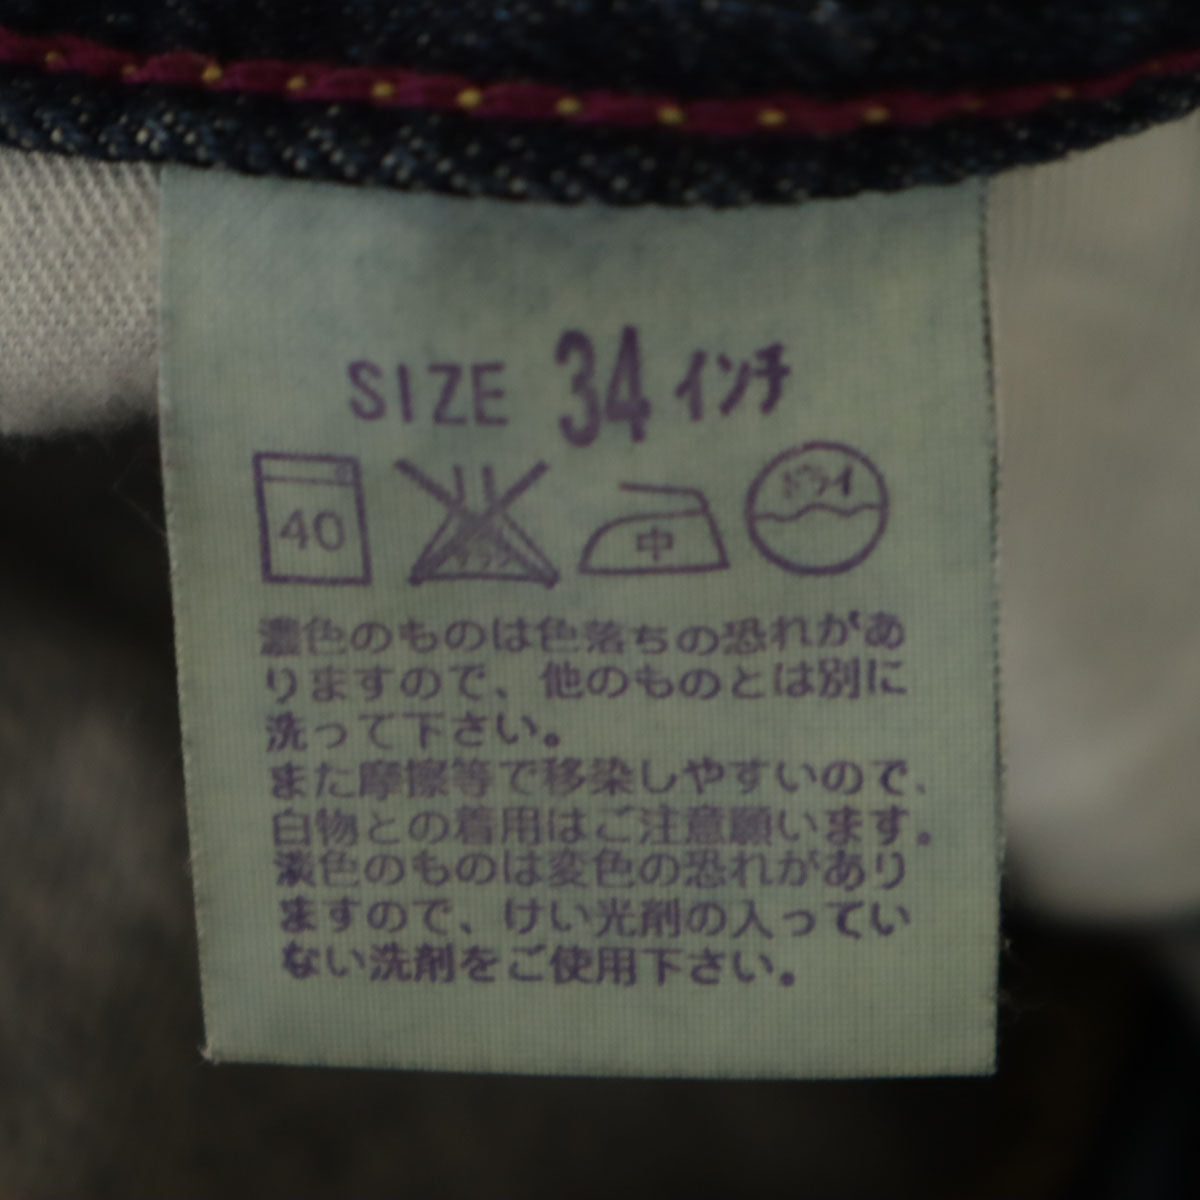 SIZE 34 インチ
40 中 ドライ
濃色のものは色落ちの恐れがあ
りますので、他のものとは別に
洗って下さい。
また摩擦等で移染しやすいので、
白物との着用はご注意願います。
淡色のものは変色の恐れがあり
ますので、けい光剤の入ってい
ない洗剤をご使用下さい。